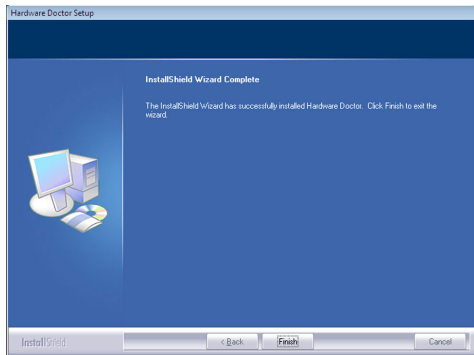 Hardware Doctor Setup
InstallShield Wizard Complete
The InstallShield Wizard has successfully installed Hardware Doctor. Click Finish to exit the
wizard.
InstallShield
< Back
Finish
Cancel